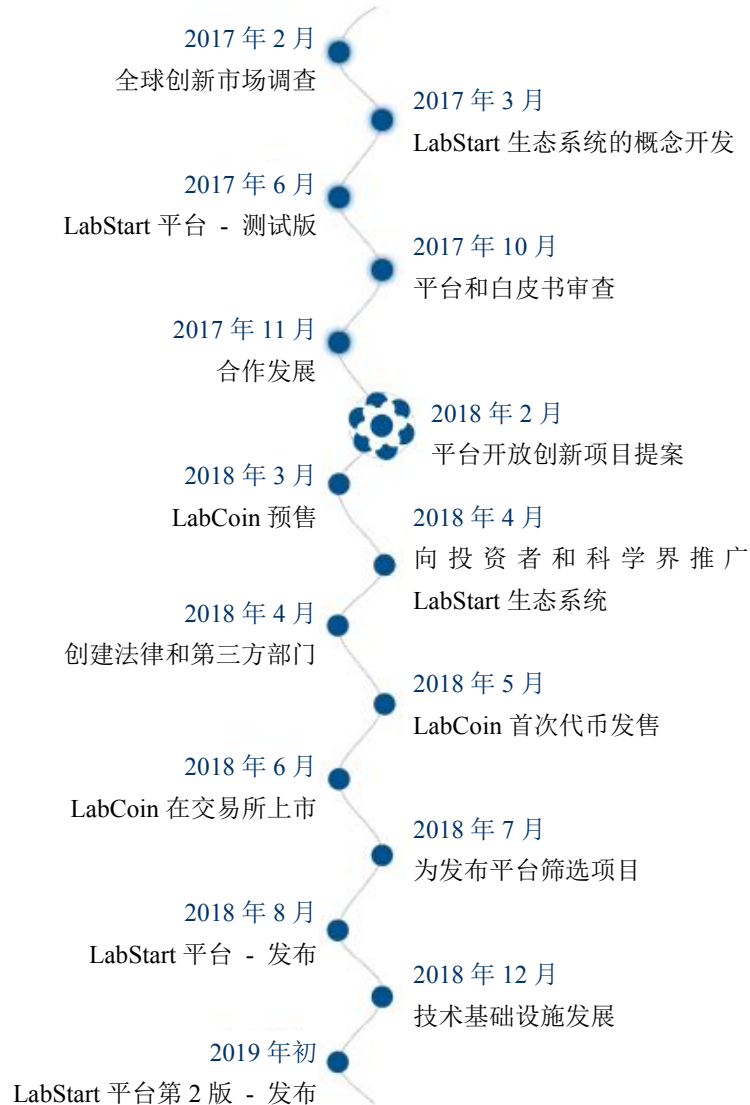 2017 年 2 月
全球创新市场调查
2017 年 3 月
LabStart 生态系统的概念开发
2017 年 6 月
LabStart 平台 - 测试版
2017 年 10 月
平台和白皮书审查
2017 年 11 月
合作发展
2018 年 2 月
平台开放创新项目提案
2018 年 3 月
LabCoin 预售
2018 年 4 月
向投资者和科学界推广
LabStart 生态系统
2018 年 4 月
创建法律和第三方部门
2018 年 5 月
LabCoin 首次代币发售
2018 年 6 月
LabCoin 在交易所上市
2018 年 7 月
为发布平台筛选项目
2018 年 8 月
LabStart 平台 - 发布
2018 年 12 月
技术基础设施发展
2019 年初
LabStart 平台第 2 版 - 发布